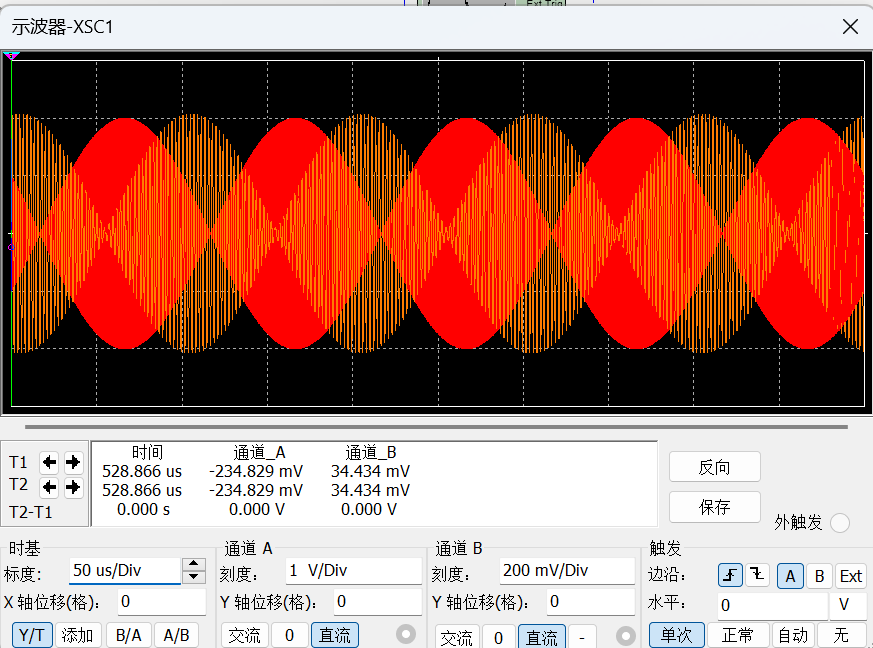 Ext Trig
示波器-XSC1
时间 通道_A 通道_B
T1 528.866 us -234.829 mV 34.434 mV
T2 528.866 us -234.829 mV 34.434 mV
T2-T1 0.000 s 0.000 V 0.000 V
反向
保存
外触发
时基
标度： 50 us/Div
X 轴位移(格)： 0
Y/T 添加 B/A A/B
通道 A
刻度： 1 V/Div
Y 轴位移(格)： 0
交流 0 直流
通道 B
刻度： 200 mV/Div
Y 轴位移(格)： 0
交流 0 直流 -
触发
边沿： A B Ext
水平： 0 V
单次 正常 自动 无